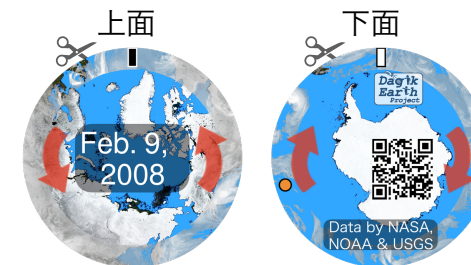 上面
下面
Feb. 9,
2008
Dagik
Earth
Project
Data by NASA,
NOAA & USGS